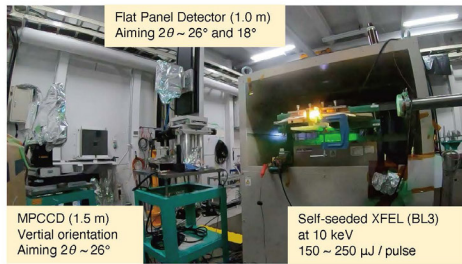 Flat Panel Detector (1.0 m)
Aiming 2θ ~ 26° and 18°
MPCCD (1.5 m)
Vertial orientation
Aiming 2θ ~ 26°
Self-seeded XFEL (BL3)
at 10 keV
150 ~ 250 μJ / pulse